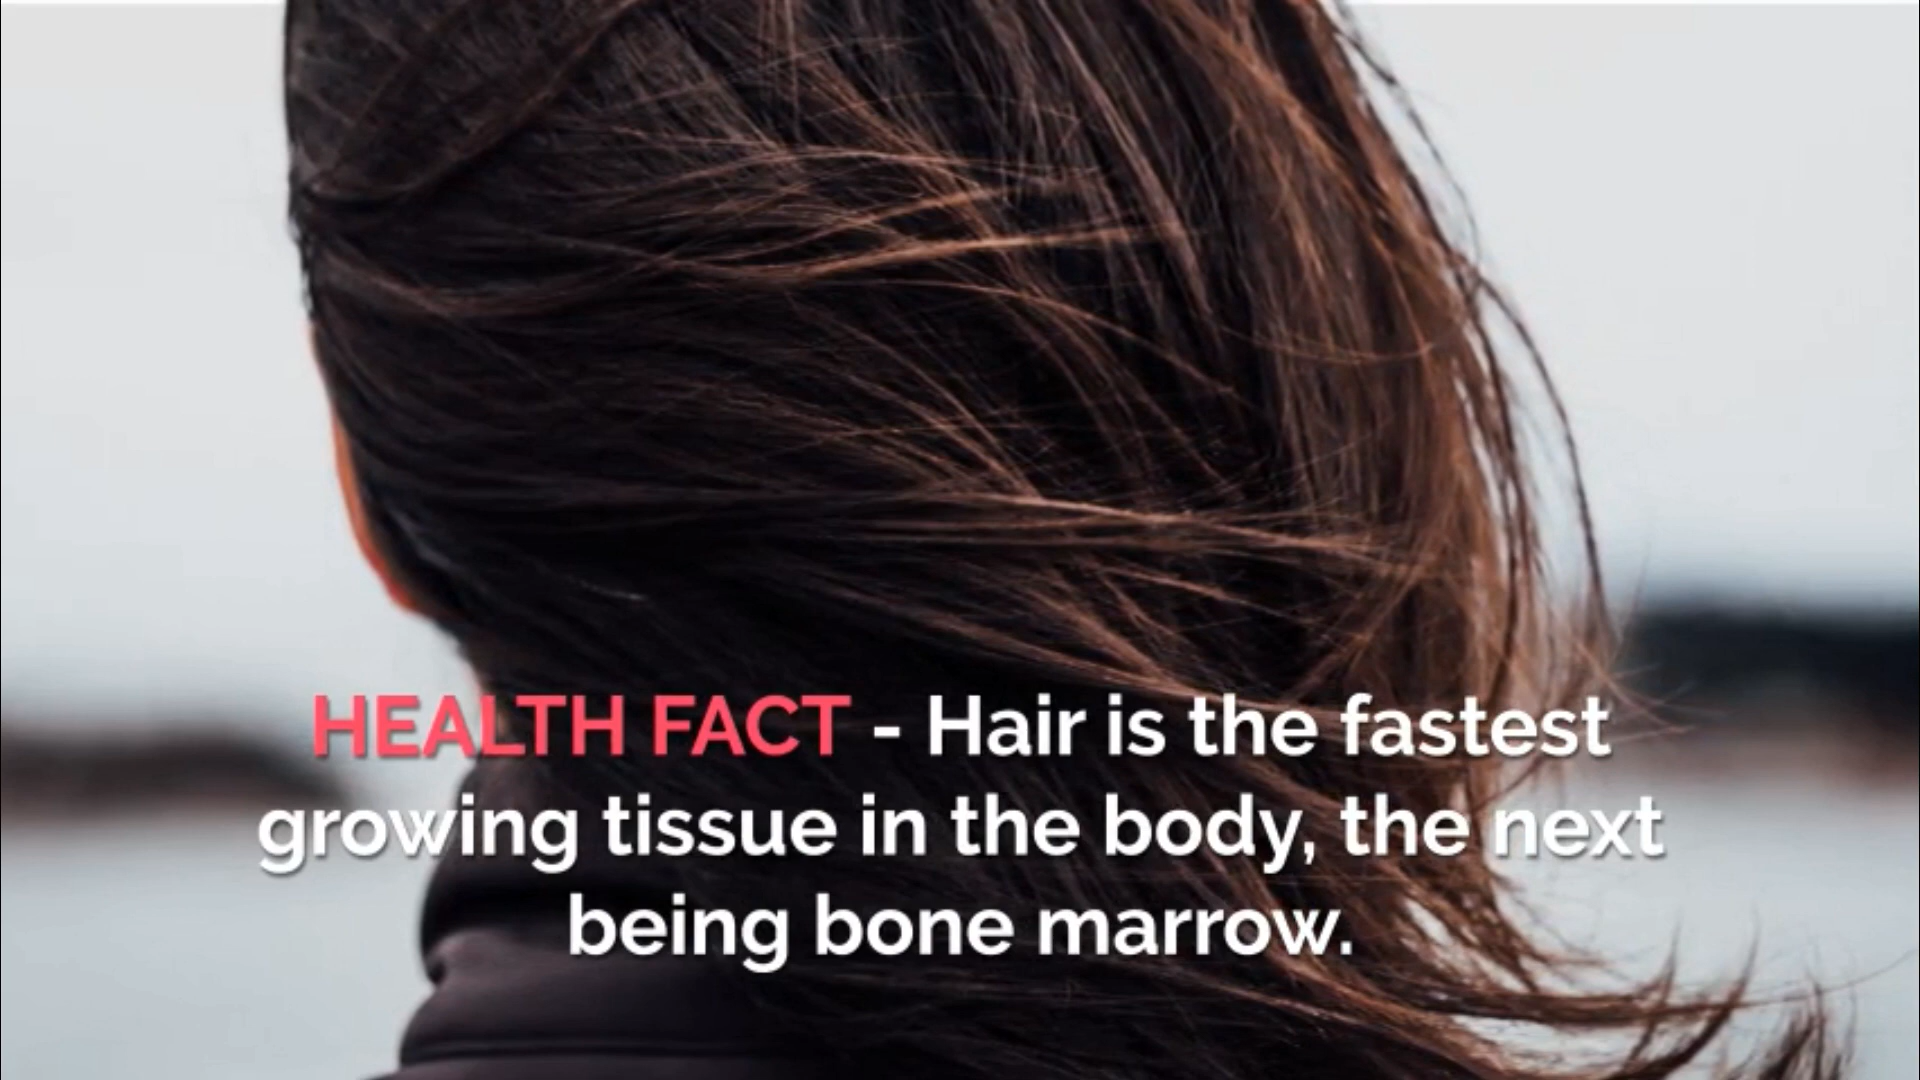 HEALTH FACT - Hair is the fastest
growing tissue in the body, the next
being bone marrow.